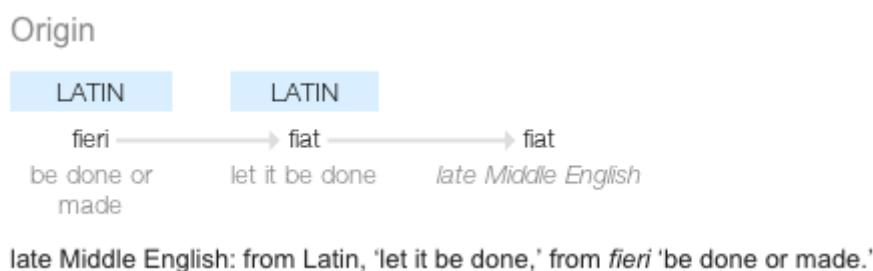 Origin
LATIN LATIN
fieri fiat fiat
be done or let it be done late Middle English
made
late Middle English: from Latin, ‘let it be done,’ from fieri ‘be done or made.’